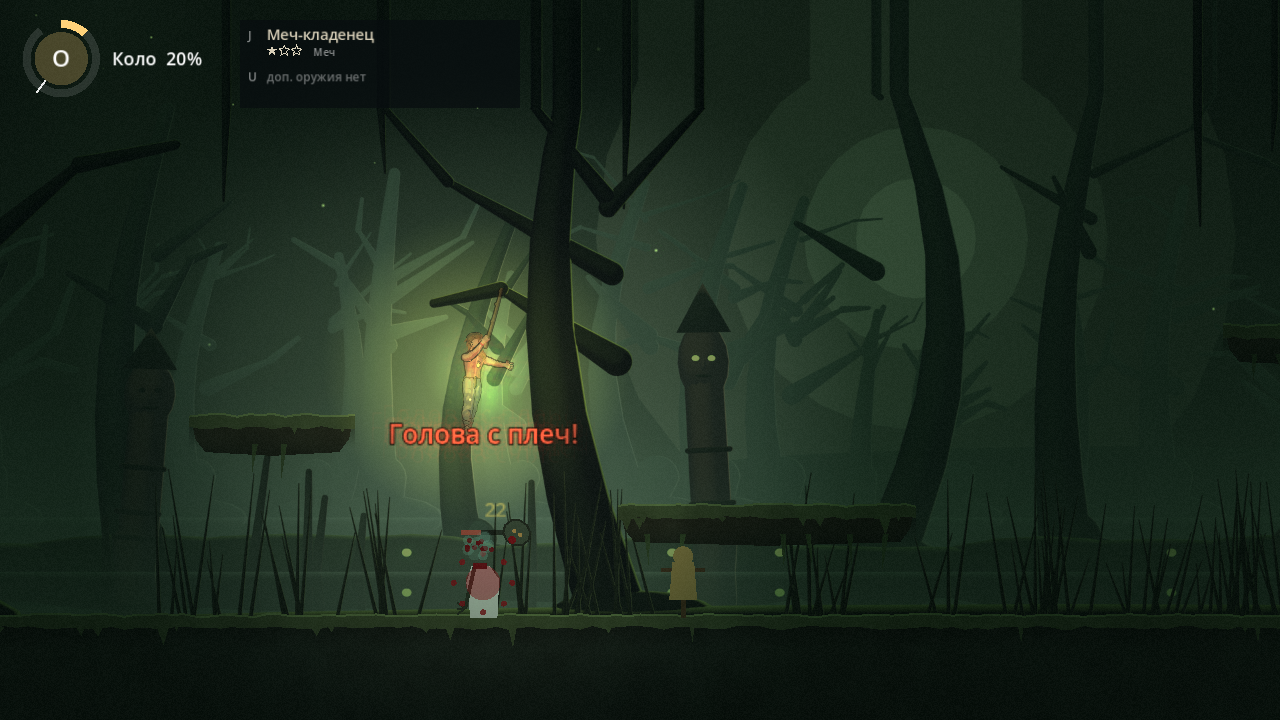 О
Коло 20%
J Меч-кладенец
★☆☆ Меч
U доп. оружия нет
Голова с плеч!
22